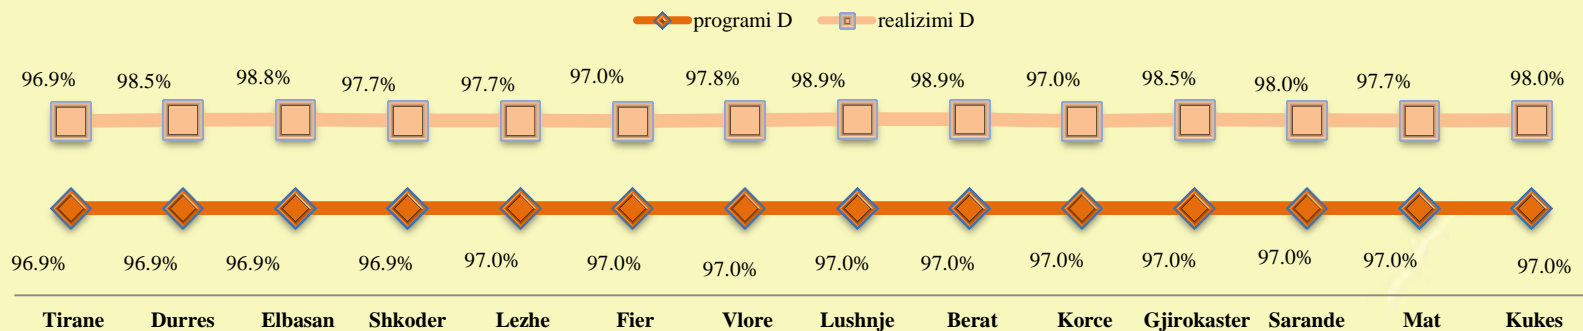 programi D realizimi D
96.9% 98.5% 98.8% 97.7% 97.7% 97.0% 97.8% 98.9% 98.9% 97.0% 98.5% 98.0% 97.7% 98.0%
96.9% 96.9% 96.9% 96.9% 97.0% 97.0% 97.0% 97.0% 97.0% 97.0% 97.0% 97.0% 97.0% 97.0%
Tirane Durres Elbasan Shkoder Lezhe Fier Vlore Lushnje Berat Korce Gjirokaster Sarande Mat Kukes